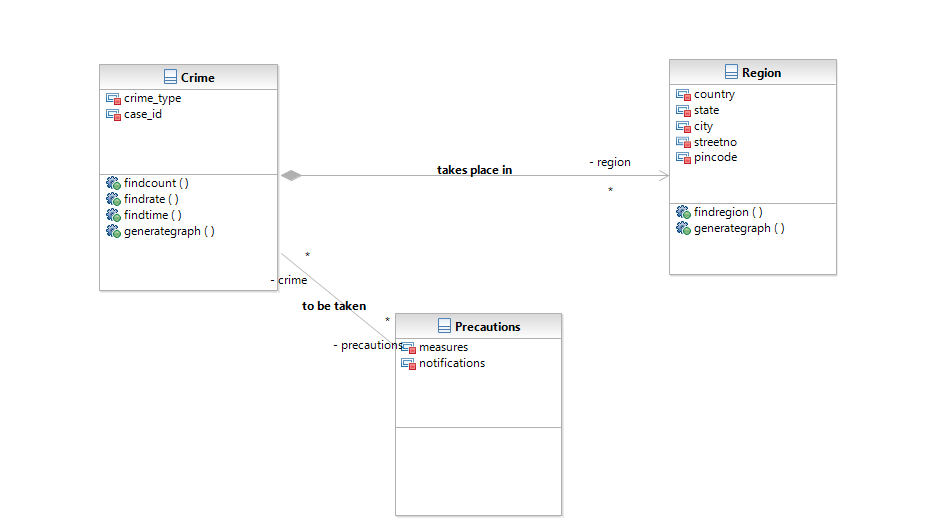 Crime
crime_type
case_id
findcount ( )
findrate ( )
findtime ( )
generategraph ( )
takes place in
- region
*
Region
country
state
city
streetno
pincode
findregion ( )
generategraph ( )
*
- crime
to be taken
*
- precautions
Precautions
measures
notifications